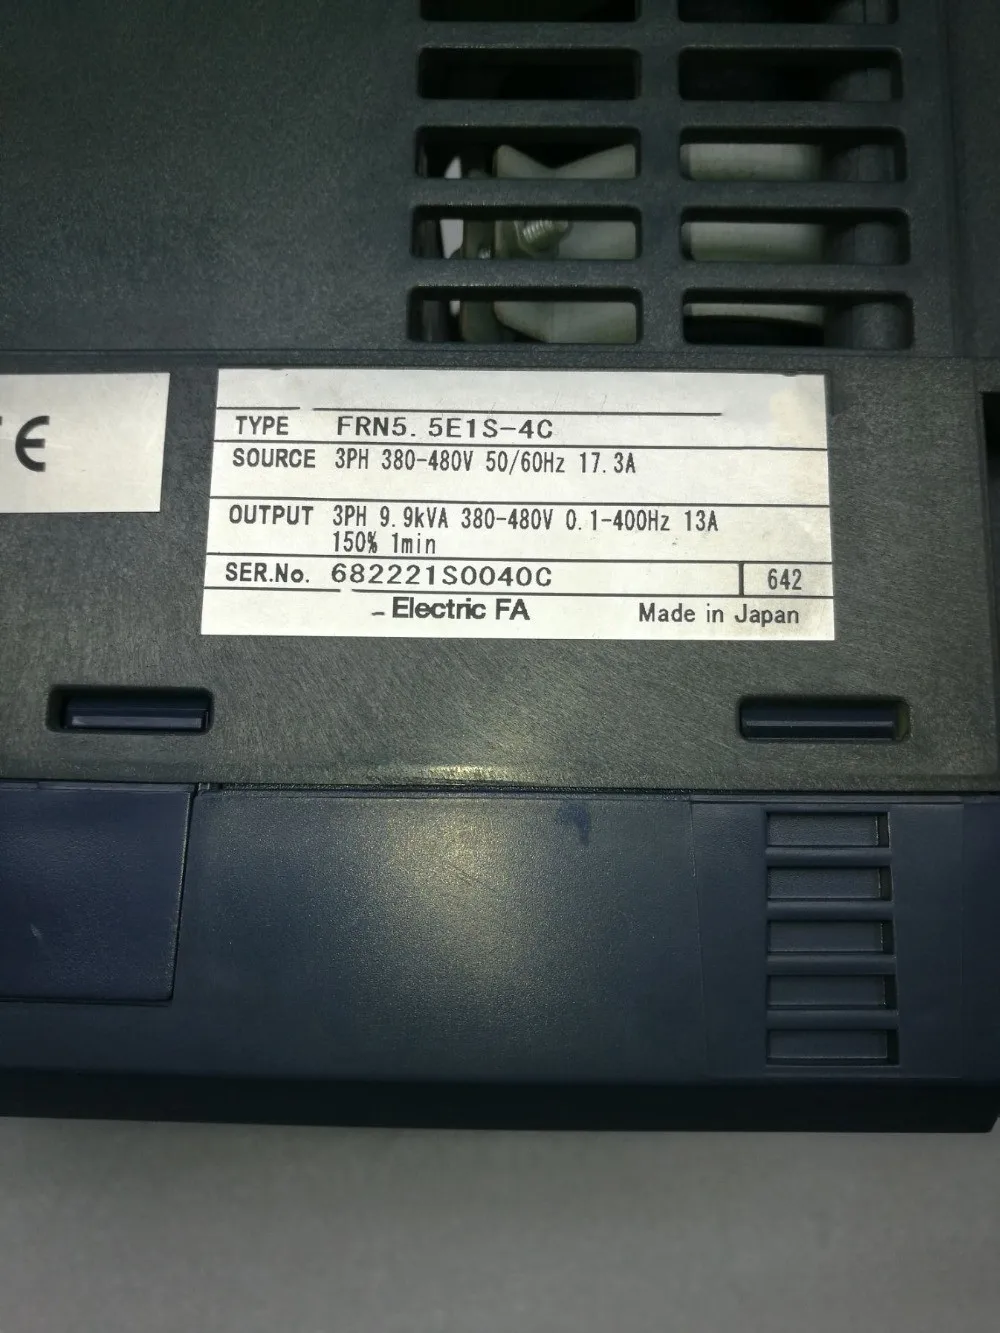 CE
TYPE FRN5.5E1S-4C
SOURCE 3PH 380-480V 50/60Hz 17.3A
OUTPUT 3PH 9.9kVA 380-480V 0.1-400Hz 13A
150% 1min
SER.No. 682221S0040C 642
Electric FA Made in Japan